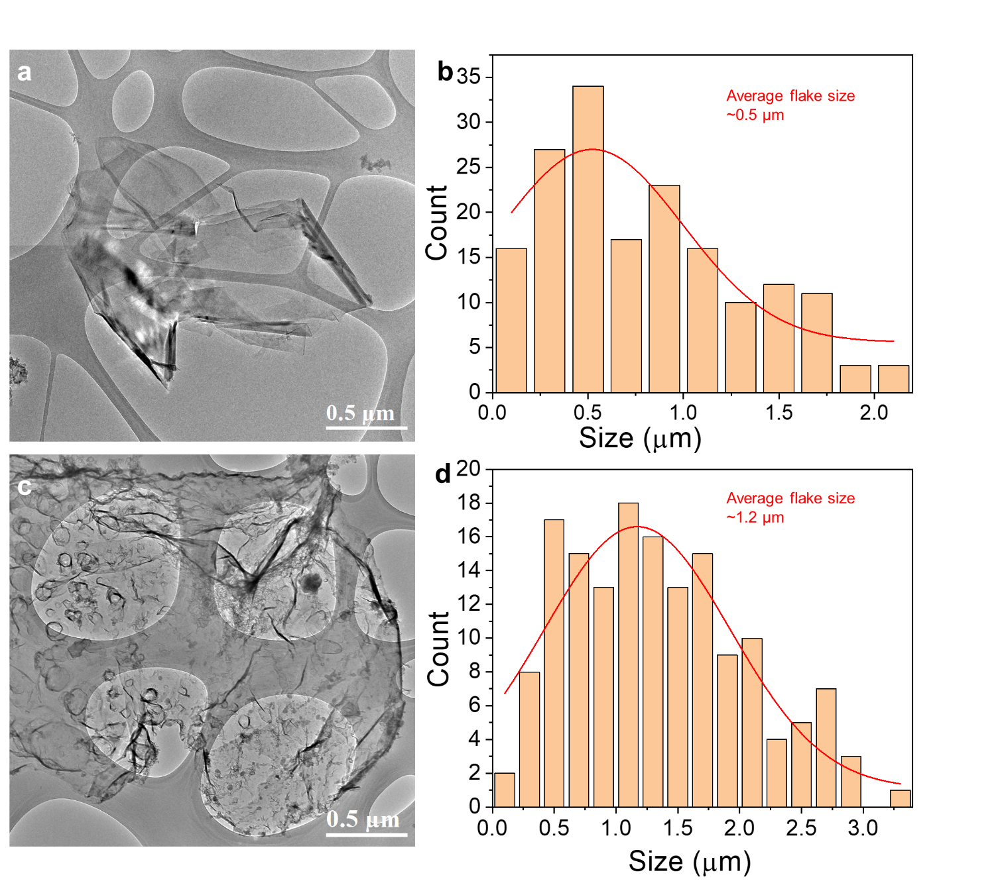 a
0.5 μm
b
35
30
25
20
15
10
5
0
Count
Average flake size
~0.5 μm
0.0 0.5 1.0 1.5 2.0
Size (μm)
c
0.5 μm
d
20
18
16
14
12
10
8
6
4
2
0
Count
Average flake size
~1.2 μm
0.0 0.5 1.0 1.5 2.0 2.5 3.0
Size (μm)